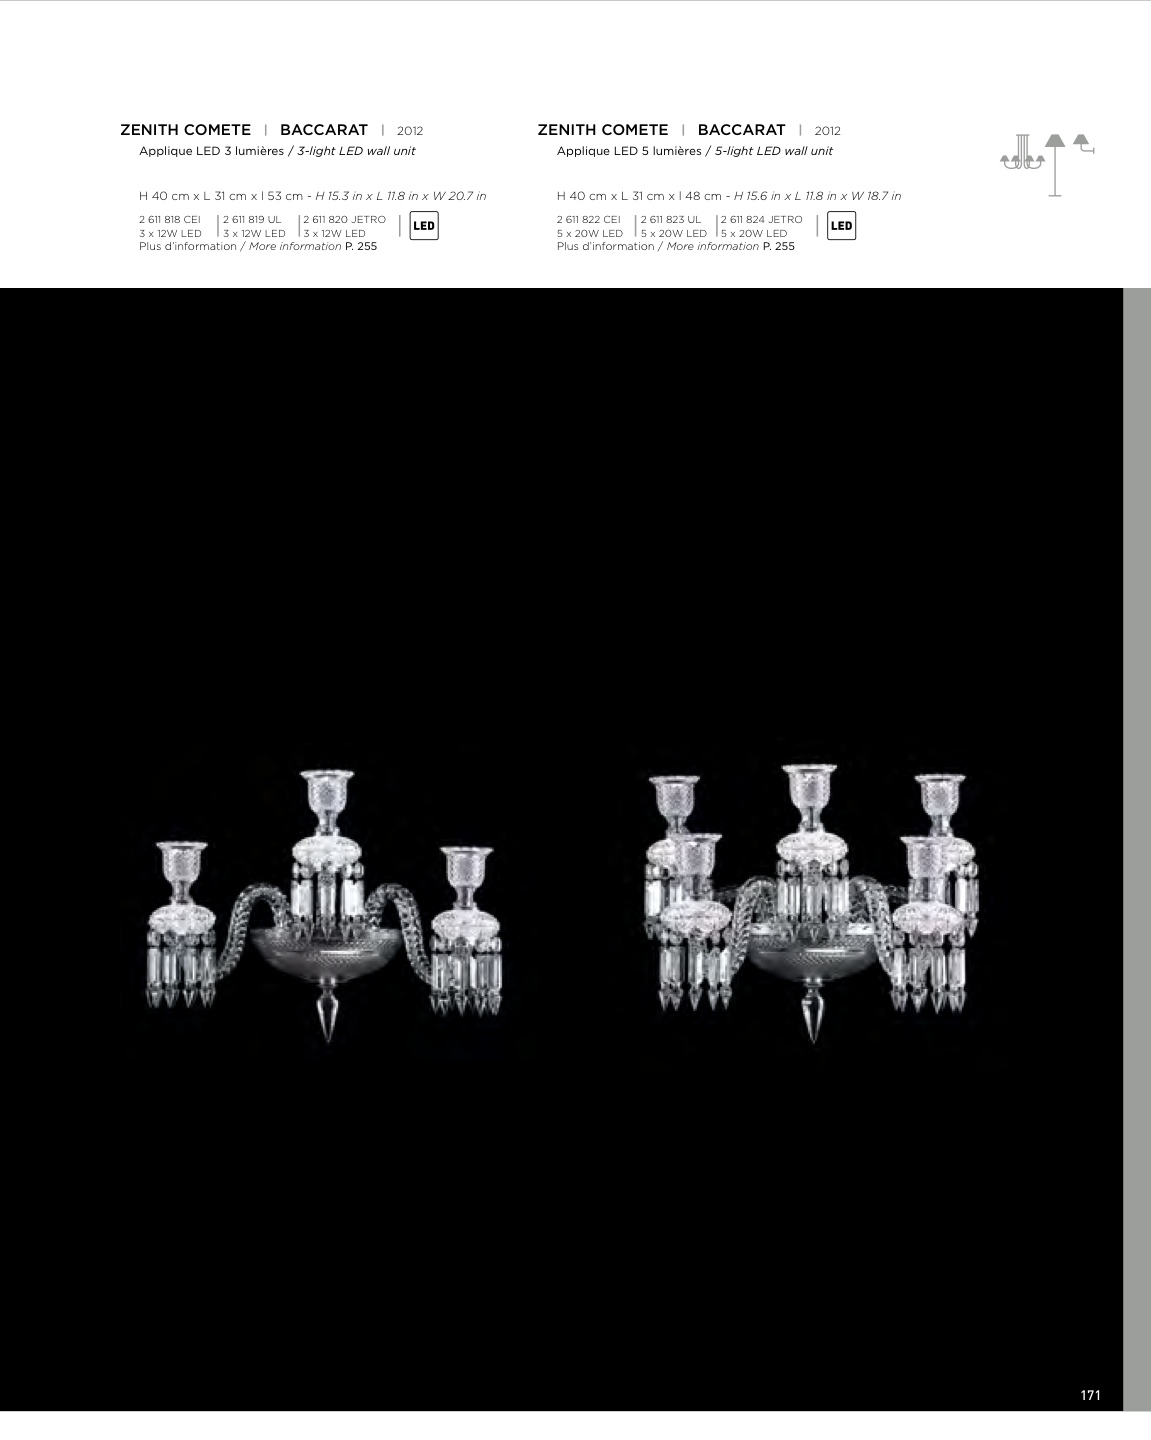 ZENITH COMETE | BACCARAT | 2012
Applique LED 3 lumières / 3-light LED wall unit
H 40 cm x L 31 cm x l 53 cm - H 15.3 in x L 11.8 in x W 20.7 in
2 611 818 CEI | 2 611 819 UL | 2 611 820 JETRO
3 x 12W LED | 3 x 12W LED | 3 x 12W LED
LED
Plus d'information / More information P. 255
ZENITH COMETE | BACCARAT | 2012
Applique LED 5 lumières / 5-light LED wall unit
H 40 cm x L 31 cm x l 48 cm - H 15.6 in x L 11.8 in x W 18.7 in
2 611 822 CEI | 2 611 823 UL | 2 611 824 JETRO
5 x 20W LED | 5 x 20W LED | 5 x 20W LED
LED
Plus d'information / More information P. 255
171